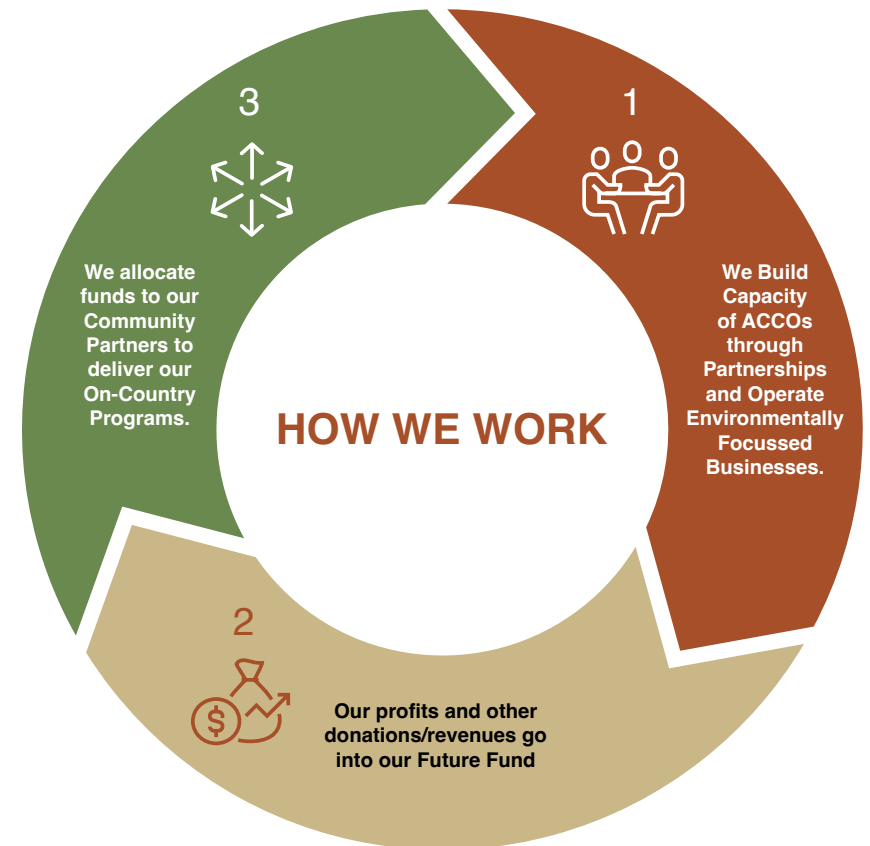 HOW WE WORK
1
We Build
Capacity
of ACCOs
through
Partnerships
and Operate
Environmentally
Focussed
Businesses.
2
$
Our profits and other
donations/revenues go
into our Future Fund
3
We allocate
funds to our
Community
Partners to
deliver our
On-Country
Programs.